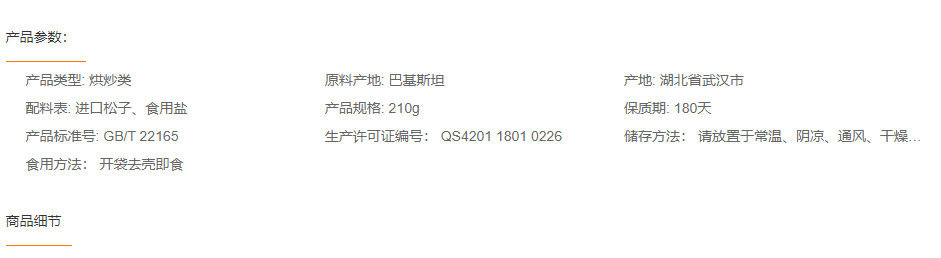 产品参数：
产品类型: 烘炒类 原料产地: 巴基斯坦 产地: 湖北省武汉市
配料表: 进口松子、食用盐 产品规格: 210g 保质期: 180天
产品标准号: GB/T 22165 生产许可证编号： QS4201 1801 0226 储存方法： 请放置于常温、阴凉、通风、干燥…
食用方法： 开袋去壳即食
商品细节